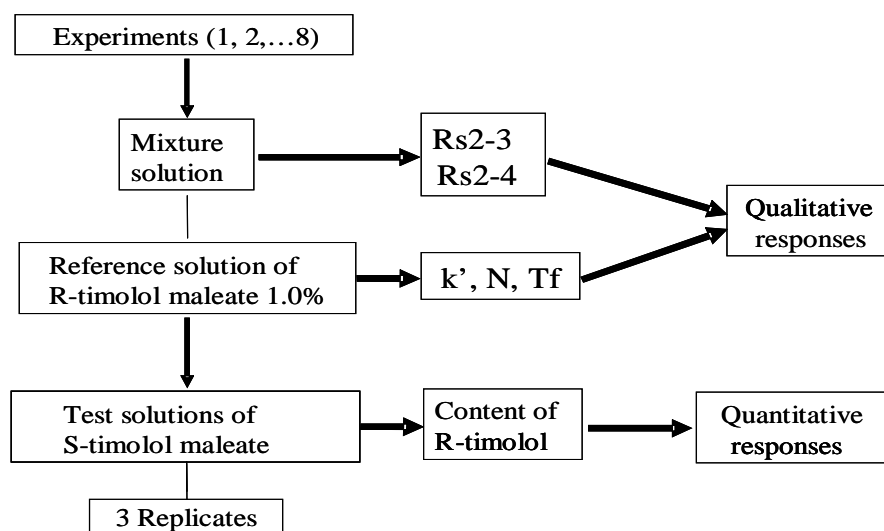 Experiments (1, 2,…8)
Mixture
solution
Rs2-3
Rs2-4
Qualitative
responses
Reference solution of
R-timolol maleate 1.0%
k’, N, Tf
Test solutions of
S-timolol maleate
Content of
R-timolol
Quantitative
responses
3 Replicates